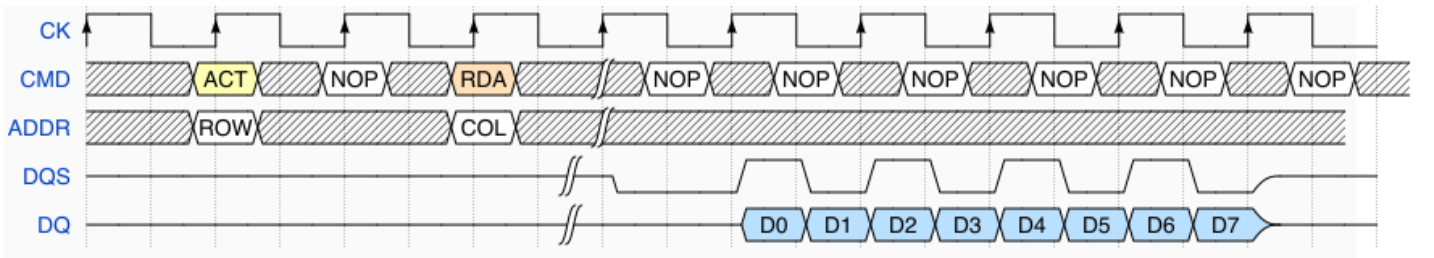 CK
CMD ACT NOP RDA NOP NOP NOP NOP NOP NOP
ADDR ROW COL
DQS
DQ D0 D1 D2 D3 D4 D5 D6 D7